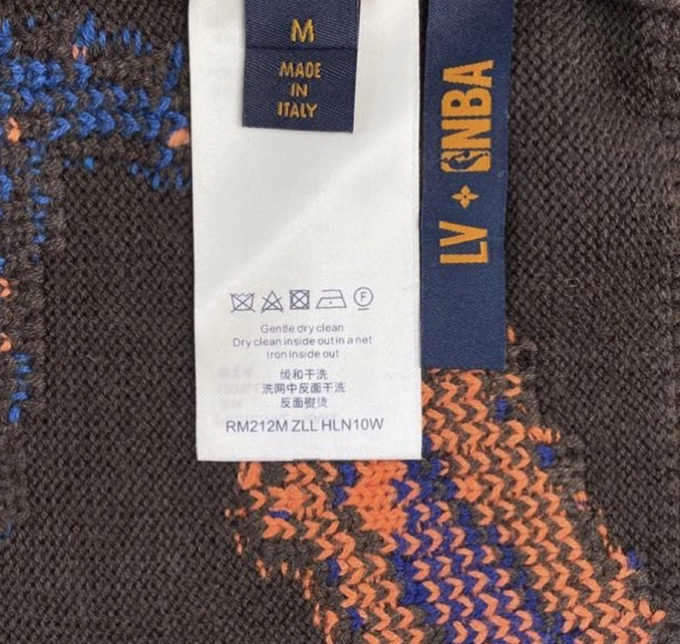 M
MADE
IN
ITALY
LV + NBA
F
Gentle dry clean
Dry clean inside out in a net
Iron inside out
缓和干洗
洗网中反面干洗
反面熨烫
RM212M ZLL HLN10W